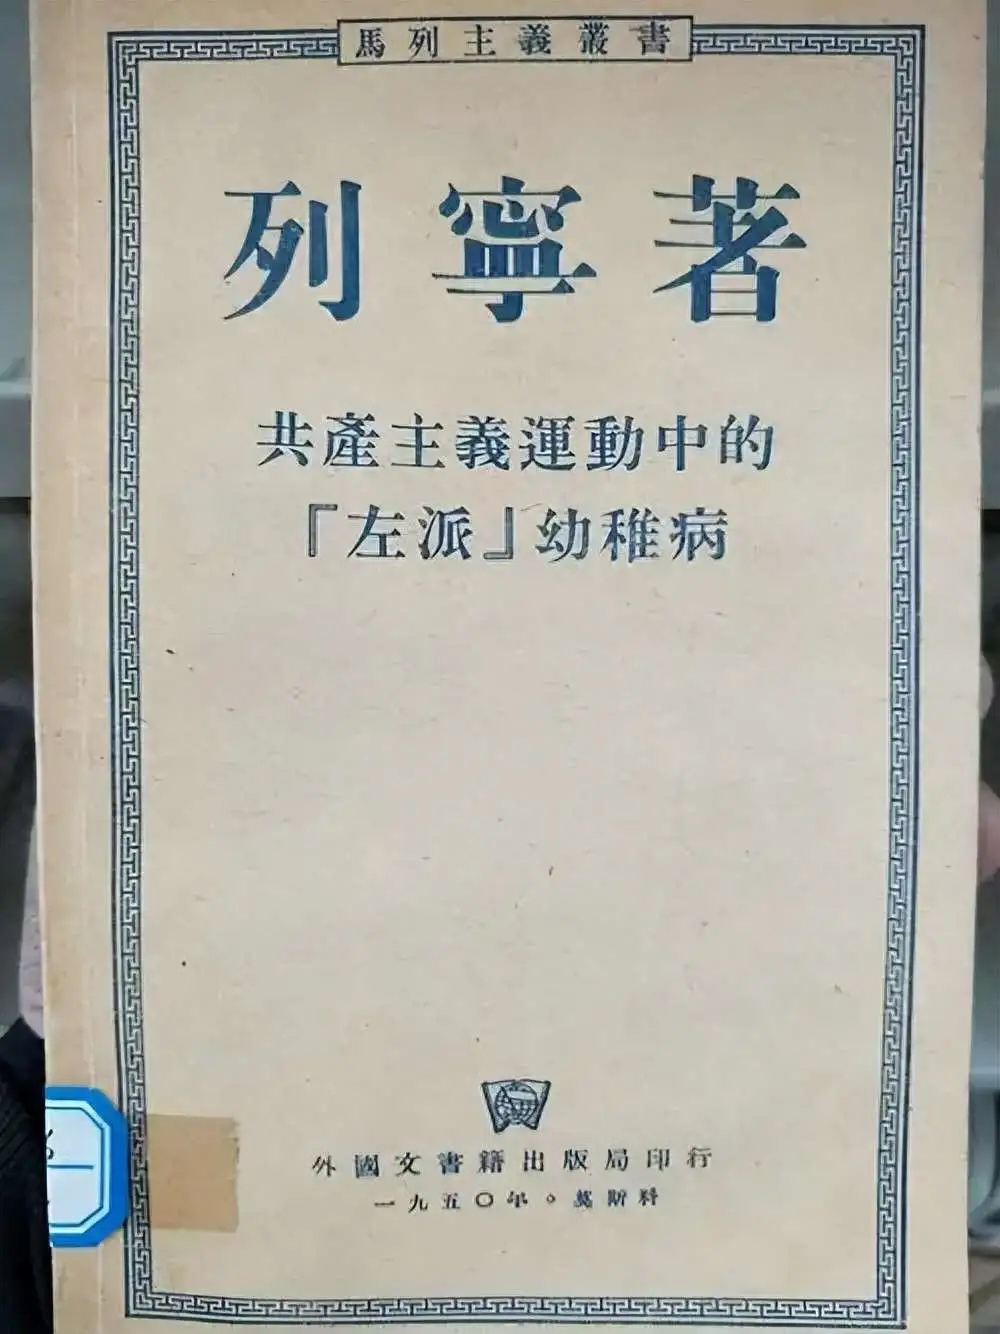 馬列主義叢書
列寧著
共產主義運動中的
『左派』幼稚病
外國文書籍出版局印行
一九五〇年。莫斯科